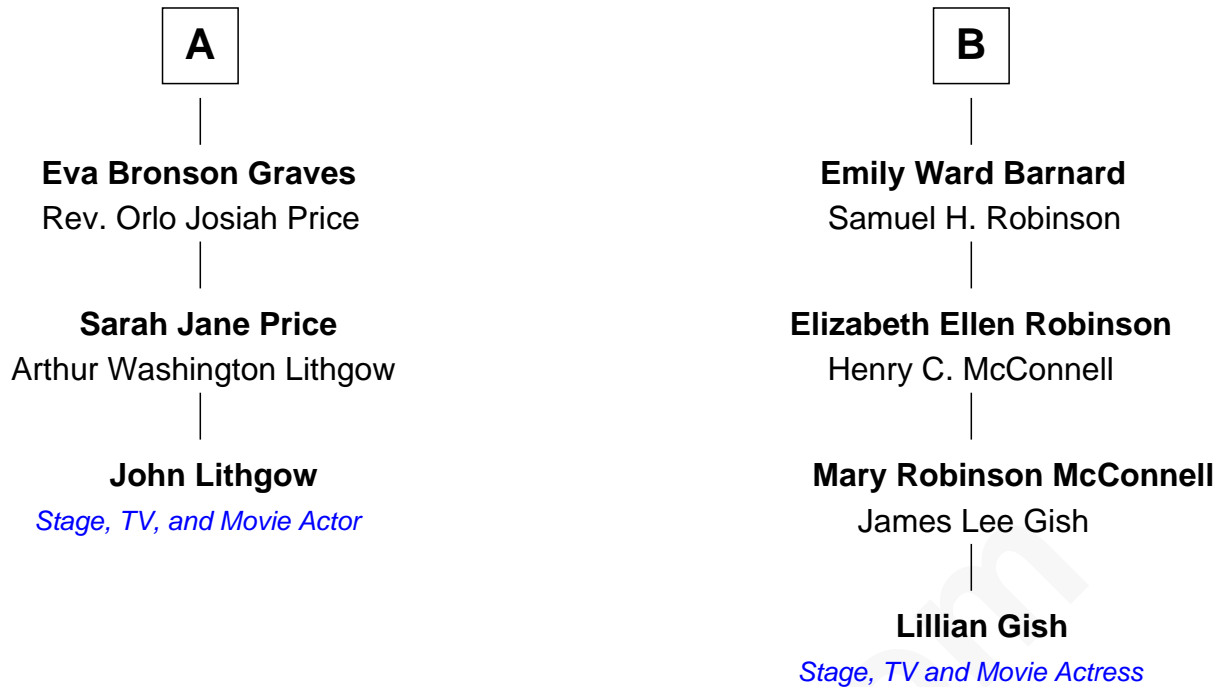 A
Eva Bronson Graves
Rev. Orlo Josiah Price
Sarah Jane Price
Arthur Washington Lithgow
John Lithgow
Stage, TV, and Movie Actor
B
Emily Ward Barnard
Samuel H. Robinson
Elizabeth Ellen Robinson
Henry C. McConnell
Mary Robinson McConnell
James Lee Gish
Lillian Gish
Stage, TV and Movie Actress